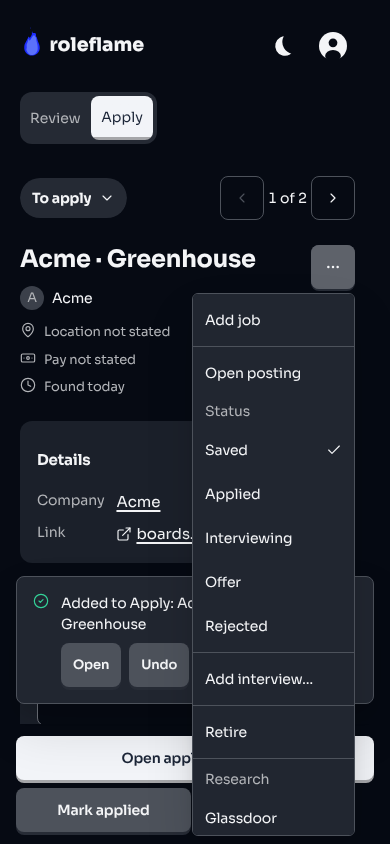 roleflame
Review
Apply
To apply
1 of 2
Acme · Greenhouse
...
A
Acme
Location not stated
Pay not stated
Found today
Details
Company
Acme
Link
boards.
Added to Apply: Ac
Greenhouse
Open
Undo
Open appl
Mark applied
Add job
Open posting
Status
Saved
Applied
Interviewing
Offer
Rejected
Add interview...
Retire
Research
Glassdoor